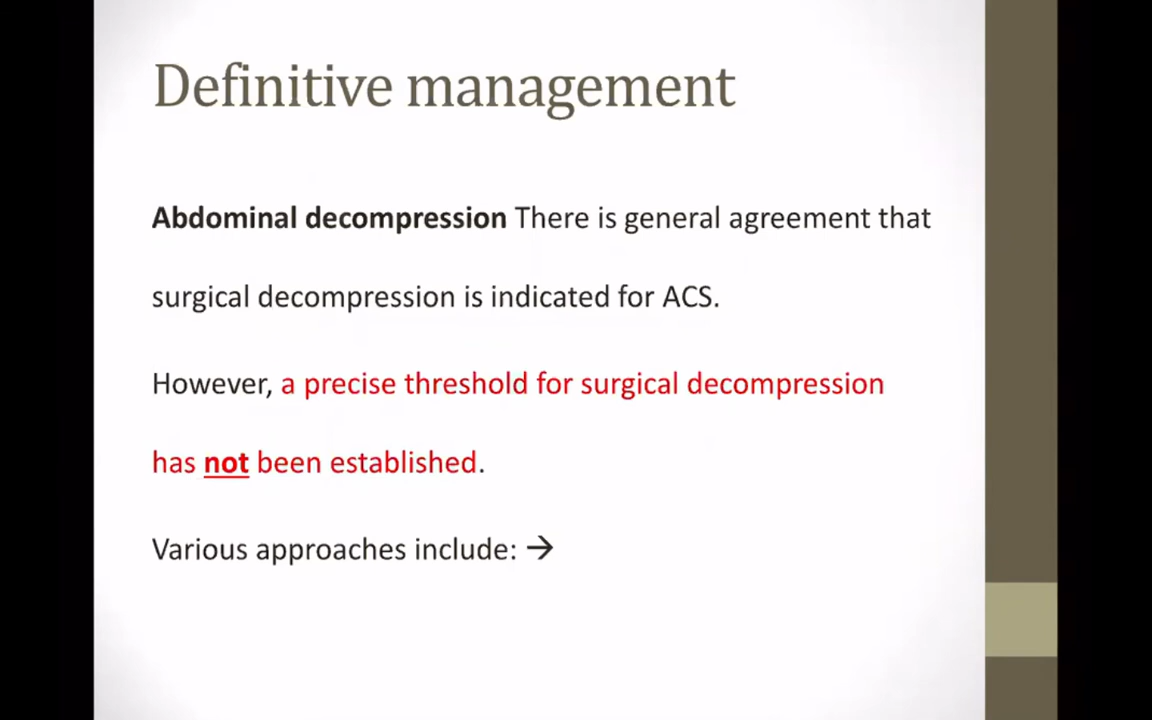 Definitive management
Abdominal decompression There is general agreement that
surgical decompression is indicated for ACS.
However, a precise threshold for surgical decompression
has not been established.
Various approaches include: →